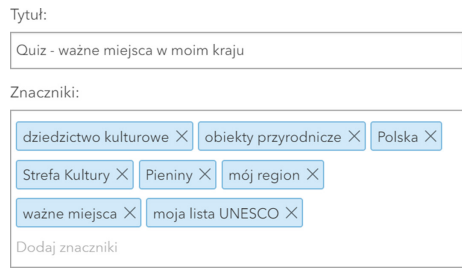 Tytuł:
Quiz - ważne miejsca w moim kraju
Znaczniki:
dziedzictwo kulturowe × obiekty przyrodnicze × Polska ×
Strefa Kultury × Pieniny × mój region ×
ważne miejsca × moja lista UNESCO ×
Dodaj znaczniki